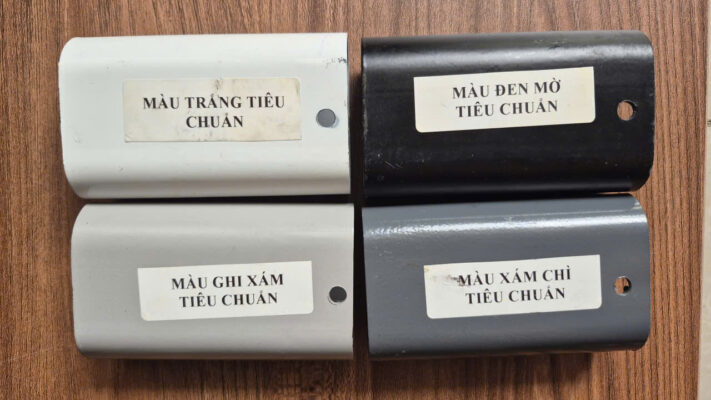 MÀU TRẮNG TIÊU
CHUẨN
MÀU ĐEN MỜ
TIÊU CHUẨN
MÀU GHI XÁM
TIÊU CHUẨN
MÀU XÁM CHÌ
TIÊU CHUẨN